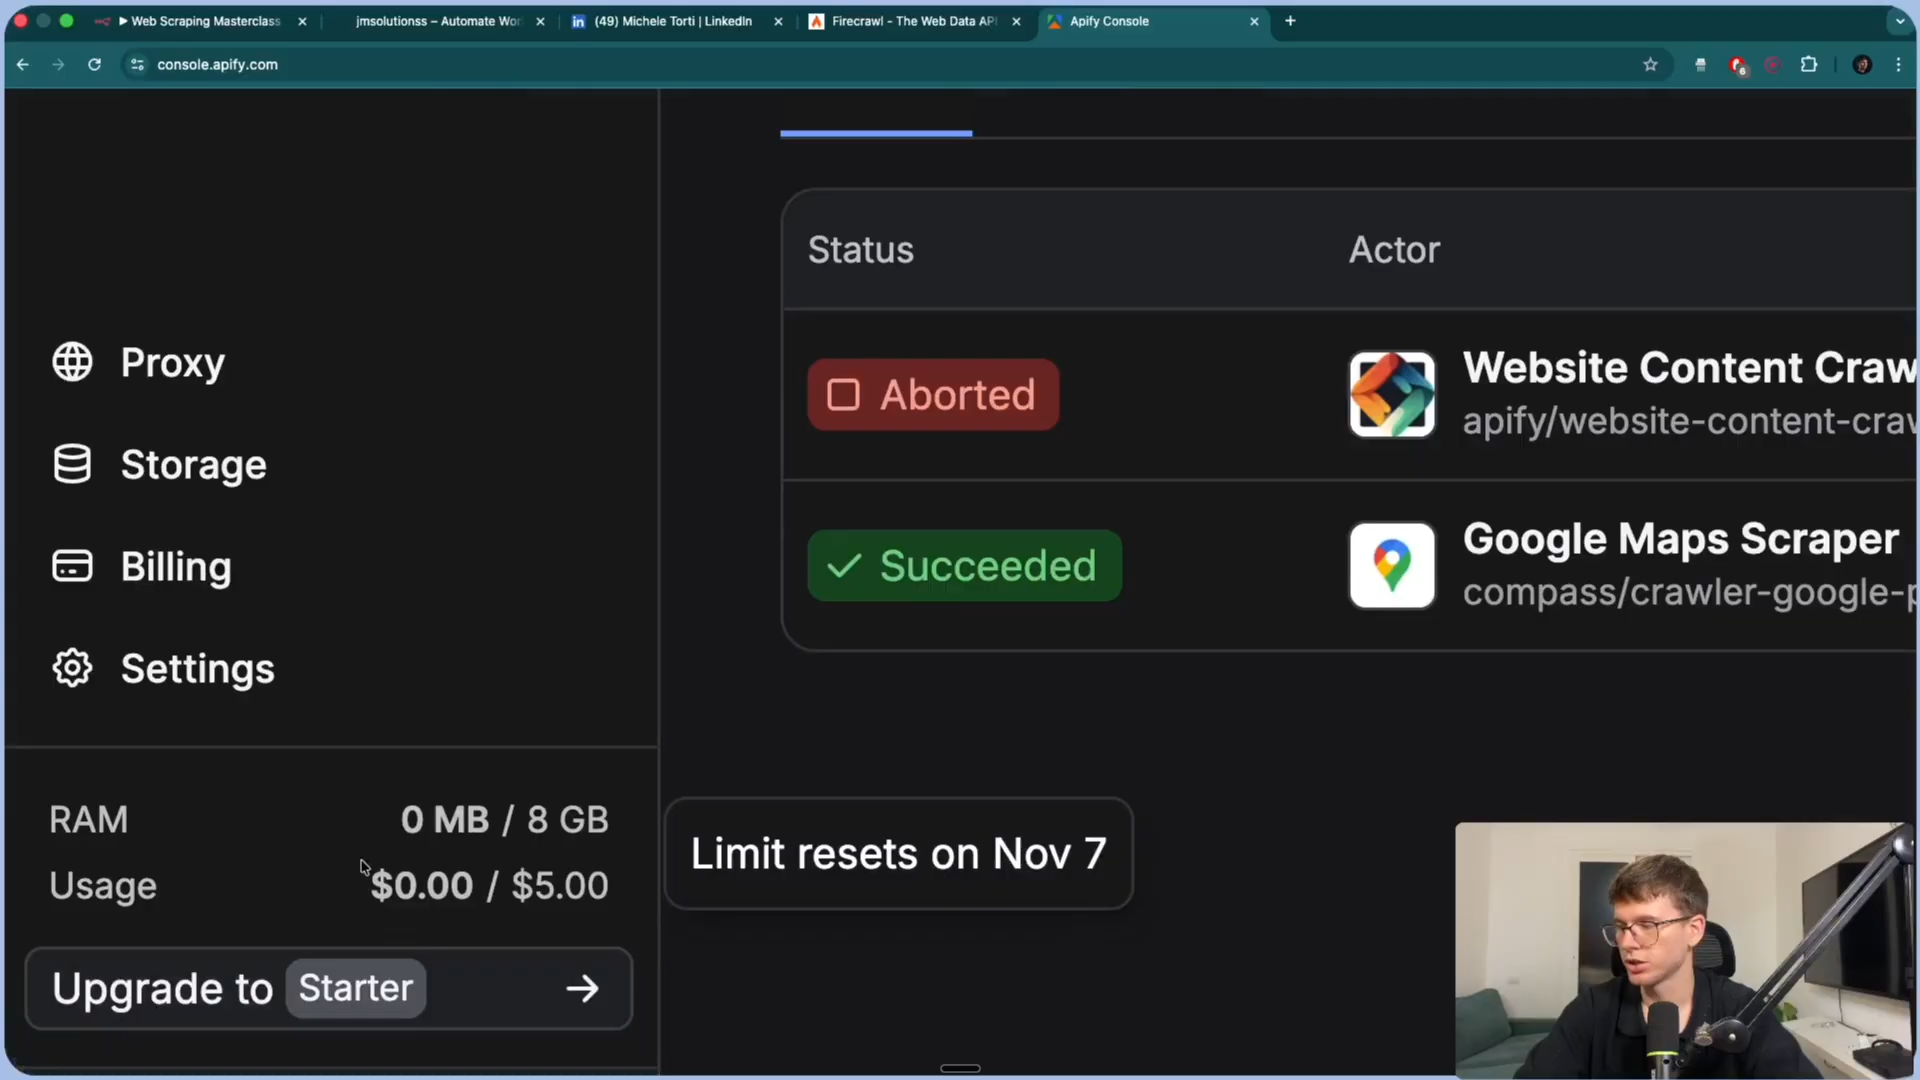 ▶ Web Scraping Masterclass
jmsolutionss – Automate Wor
in (49) Michele Torti | LinkedIn
Firecrawl - The Web Data API
Apify Console
console.apify.com
6
Status
Actor
Proxy
Storage
Billing
Settings
Aborted
Website Content Craw
apify/website-content-craw
Succeeded
Google Maps Scraper
compass/crawler-google-p
RAM 0 MB / 8 GB
Usage $0.00 / $5.00
Limit resets on Nov 7
Upgrade to Starter